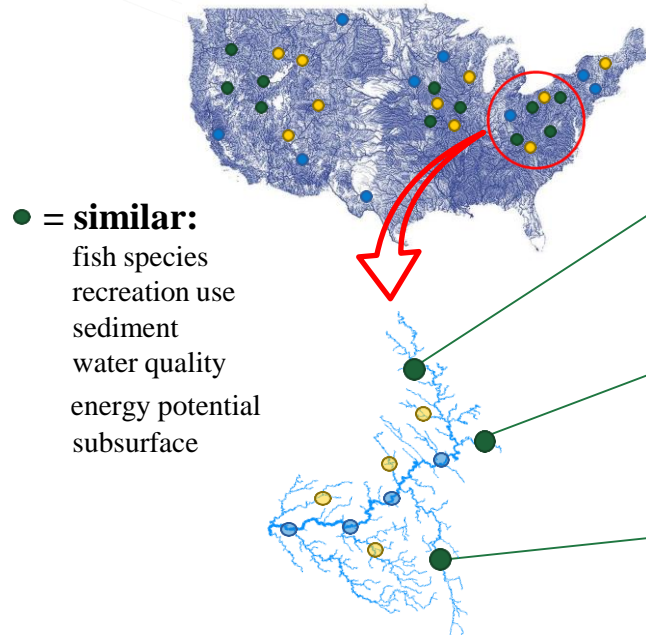 = similar:
fish species
recreation use
sediment
water quality
energy potential
subsurface